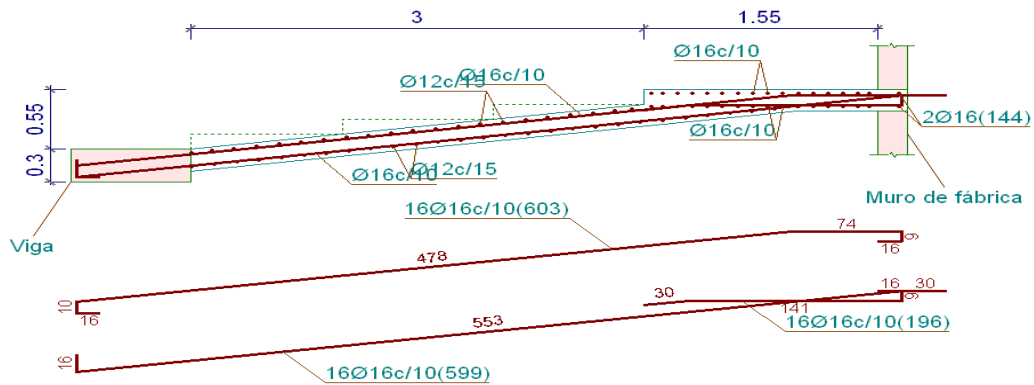 3
1.55
Ø16c/10
Ø16c/10
Ø12c/15
0.55
2Ø16(144)
Ø16c/10
0.3
Ø16c/10
Ø12c/15
Muro de fábrica
16Ø16c/10(603)
Viga
74
9
16
478
10
16
16
30
30
9
141
553
16Ø16c/10(196)
16
16Ø16c/10(599)